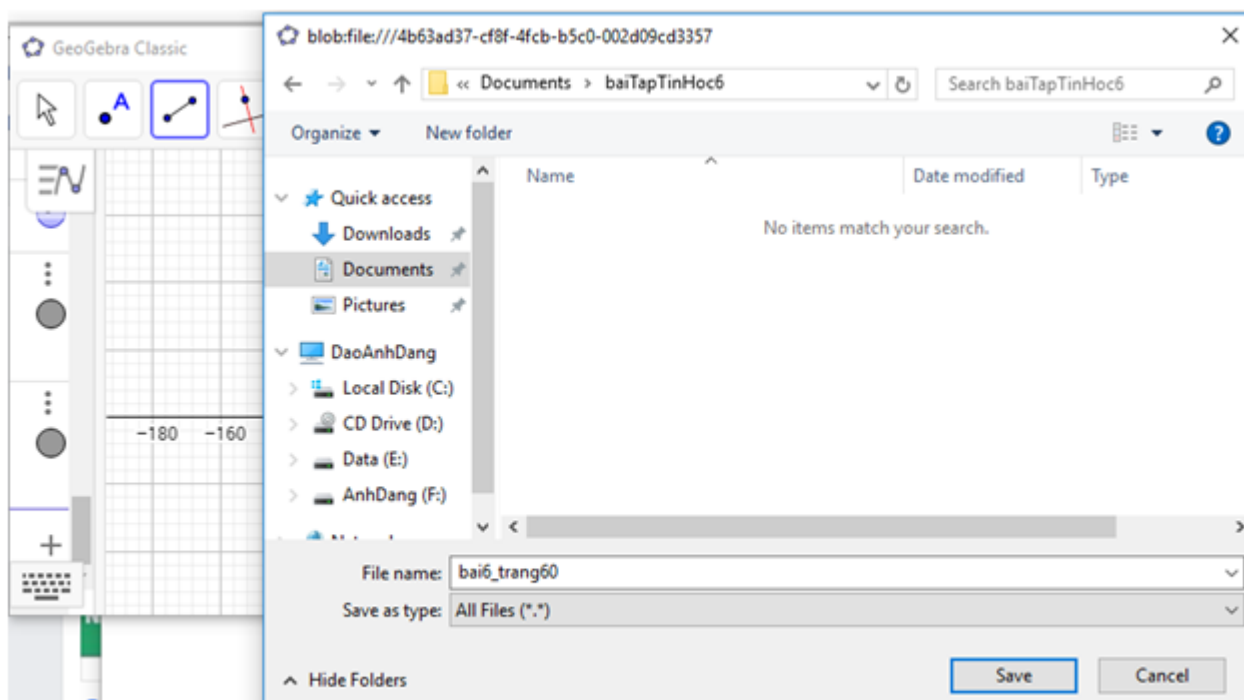 GeoGebra Classic
A
-180 -160
blob:file:///4b63ad37-cf8f-4fcb-b5c0-002d09cd3357
« Documents > baiTapTinHoc6
Search baiTapTinHoc6
Organize
New folder
?
Name
Date modified
Type
No items match your search.
Quick access
Downloads
Documents
Pictures
DaoAnhDang
Local Disk (C:)
CD Drive (D:)
Data (E:)
AnhDang (F:)
File name: bai6_trang60
Save as type: All Files (*.*)
Hide Folders
Save
Cancel